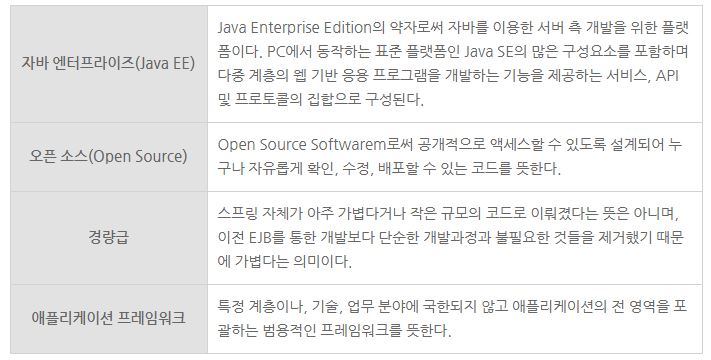 자바 엔터프라이즈(Java EE)
Java Enterprise Edition의 약자로써 자바를 이용한 서버 측 개발을 위한 플랫
폼이다. PC에서 동작하는 표준 플랫폼인 Java SE의 많은 구성요소를 포함하며
다중 계층의 웹 기반 응용 프로그램을 개발하는 기능을 제공하는 서비스, API
및 프로토콜의 집합으로 구성된다.
오픈 소스(Open Source)
Open Source Softwarem로써 공개적으로 액세스할 수 있도록 설계되어 누
구나 자유롭게 확인, 수정, 배포할 수 있는 코드를 뜻한다.
경량급
스프링 자체가 아주 가볍다거나 작은 규모의 코드로 이뤄졌다는 뜻은 아니며,
이전 EJB를 통한 개발보다 단순한 개발과정과 불필요한 것들을 제거했기 때문
에 가볍다는 의미이다.
애플리케이션 프레임워크
특정 계층이나, 기술, 업무 분야에 국한되지 않고 애플리케이션의 전 영역을 포
괄하는 범용적인 프레임워크를 뜻한다.